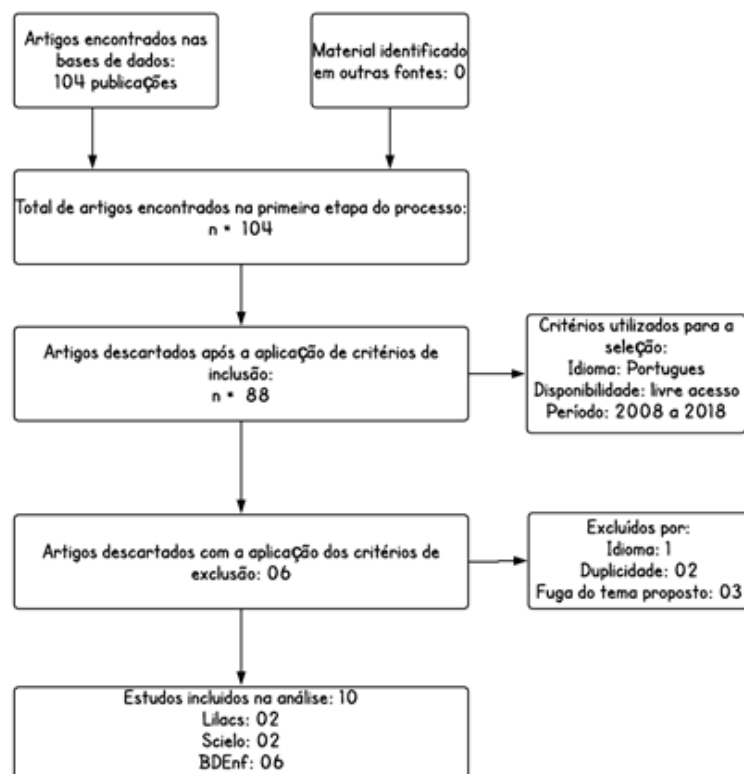 Artigos encontrados nas
bases de dados:
104 publicações
Material identificado
em outras fontes: 0
Total de artigos encontrados na primeira etapa do processo:
n = 104
Artigos descartados após a aplicação de critérios de
inclusão:
n = 88
Critérios utilizados para a
seleção:
Idioma: Portugues
Disponibilidade: livre acesso
Período: 2008 a 2018
Artigos descartados com a aplicação dos critérios de
exclusão: 06
Excluídos por:
Idioma: 1
Duplicidade: 02
Fuga do tema proposto: 03
Estudos incluidos na análise: 10
Lilacs: 02
Scielo: 02
BDEnf: 06